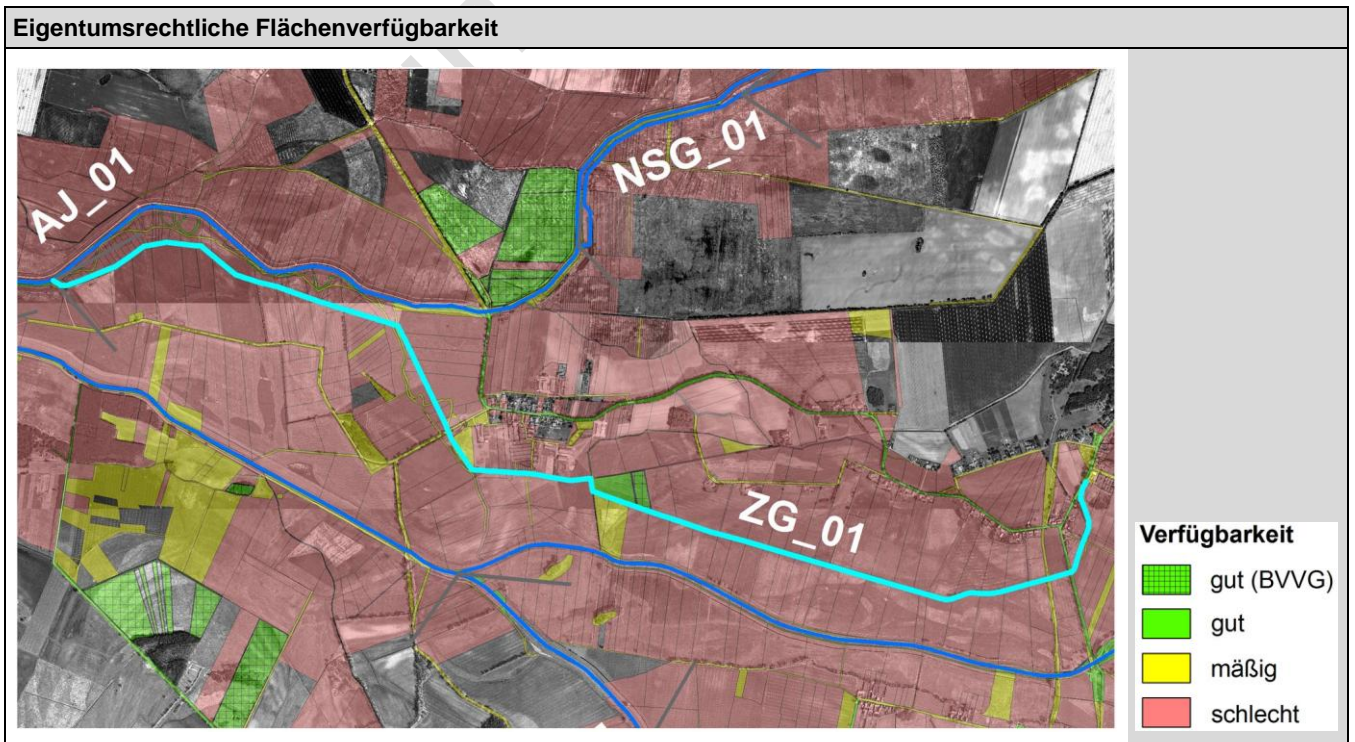 Eigentumsrechtliche Flächenverfügbarkeit
AJ_01
NSG_01
ZG_01
Verfügbarkeit
gut (BVVG)
gut
mäßig
schlecht